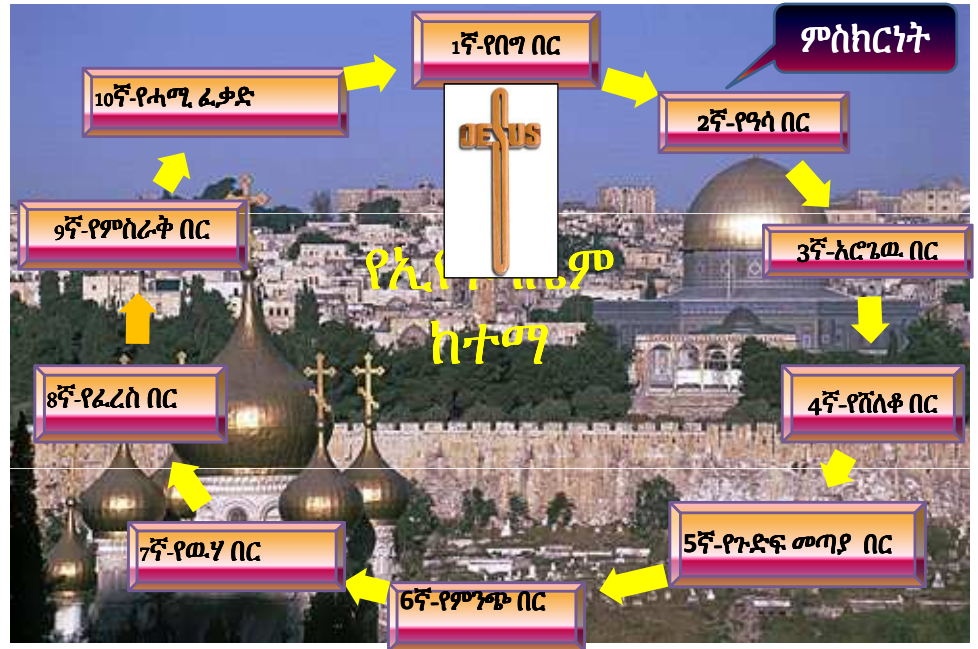 1ኛ-የበግ በር
ምስክርነት
2ኛ-የዓሳ በር
3ኛ-አሮጌዉ በር
4ኛ-የሸለቆ በር
5ኛ-የጉድፍ መጣያ በር
6ኛ-የምንጭ በር
7ኛ-የዉሃ በር
8ኛ-የፈረስ በር
9ኛ-የምስራቅ በር
10ኛ-የሓሚ ፈቃድ
JESUS
ከተማ